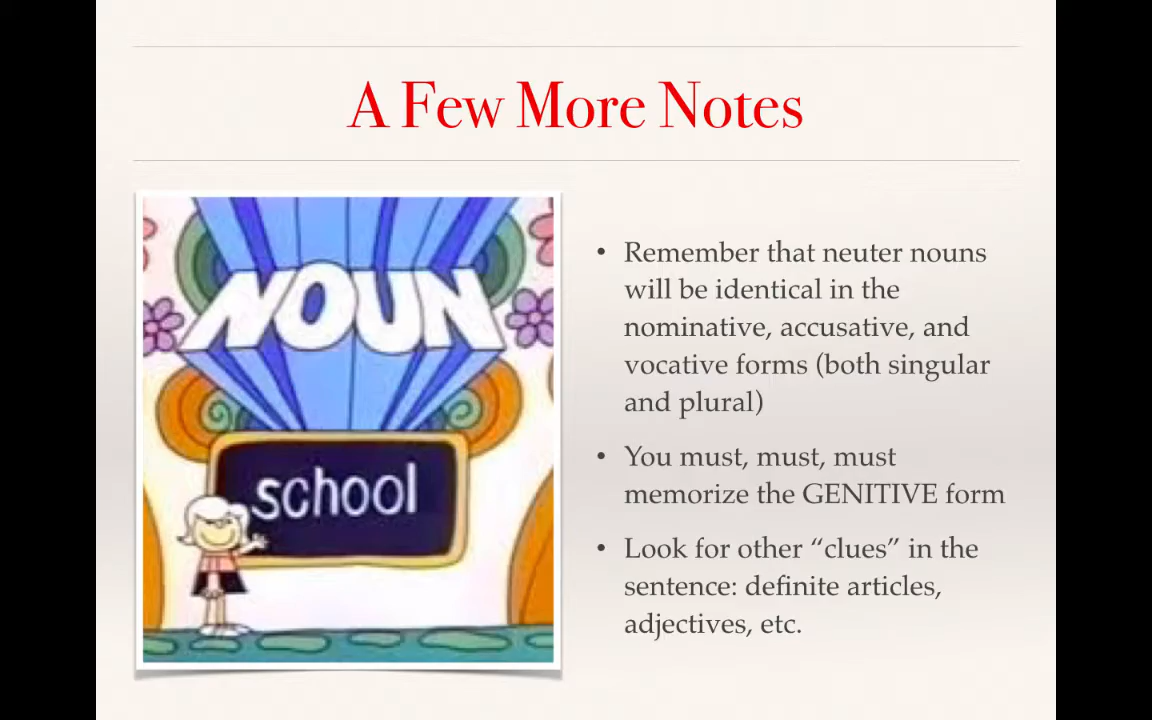 A Few More Notes
NOUN
school
• Remember that neuter nouns
will be identical in the
nominative, accusative, and
vocative forms (both singular
and plural)
• You must, must, must
memorize the GENITIVE form
• Look for other “clues” in the
sentence: definite articles,
adjectives, etc.